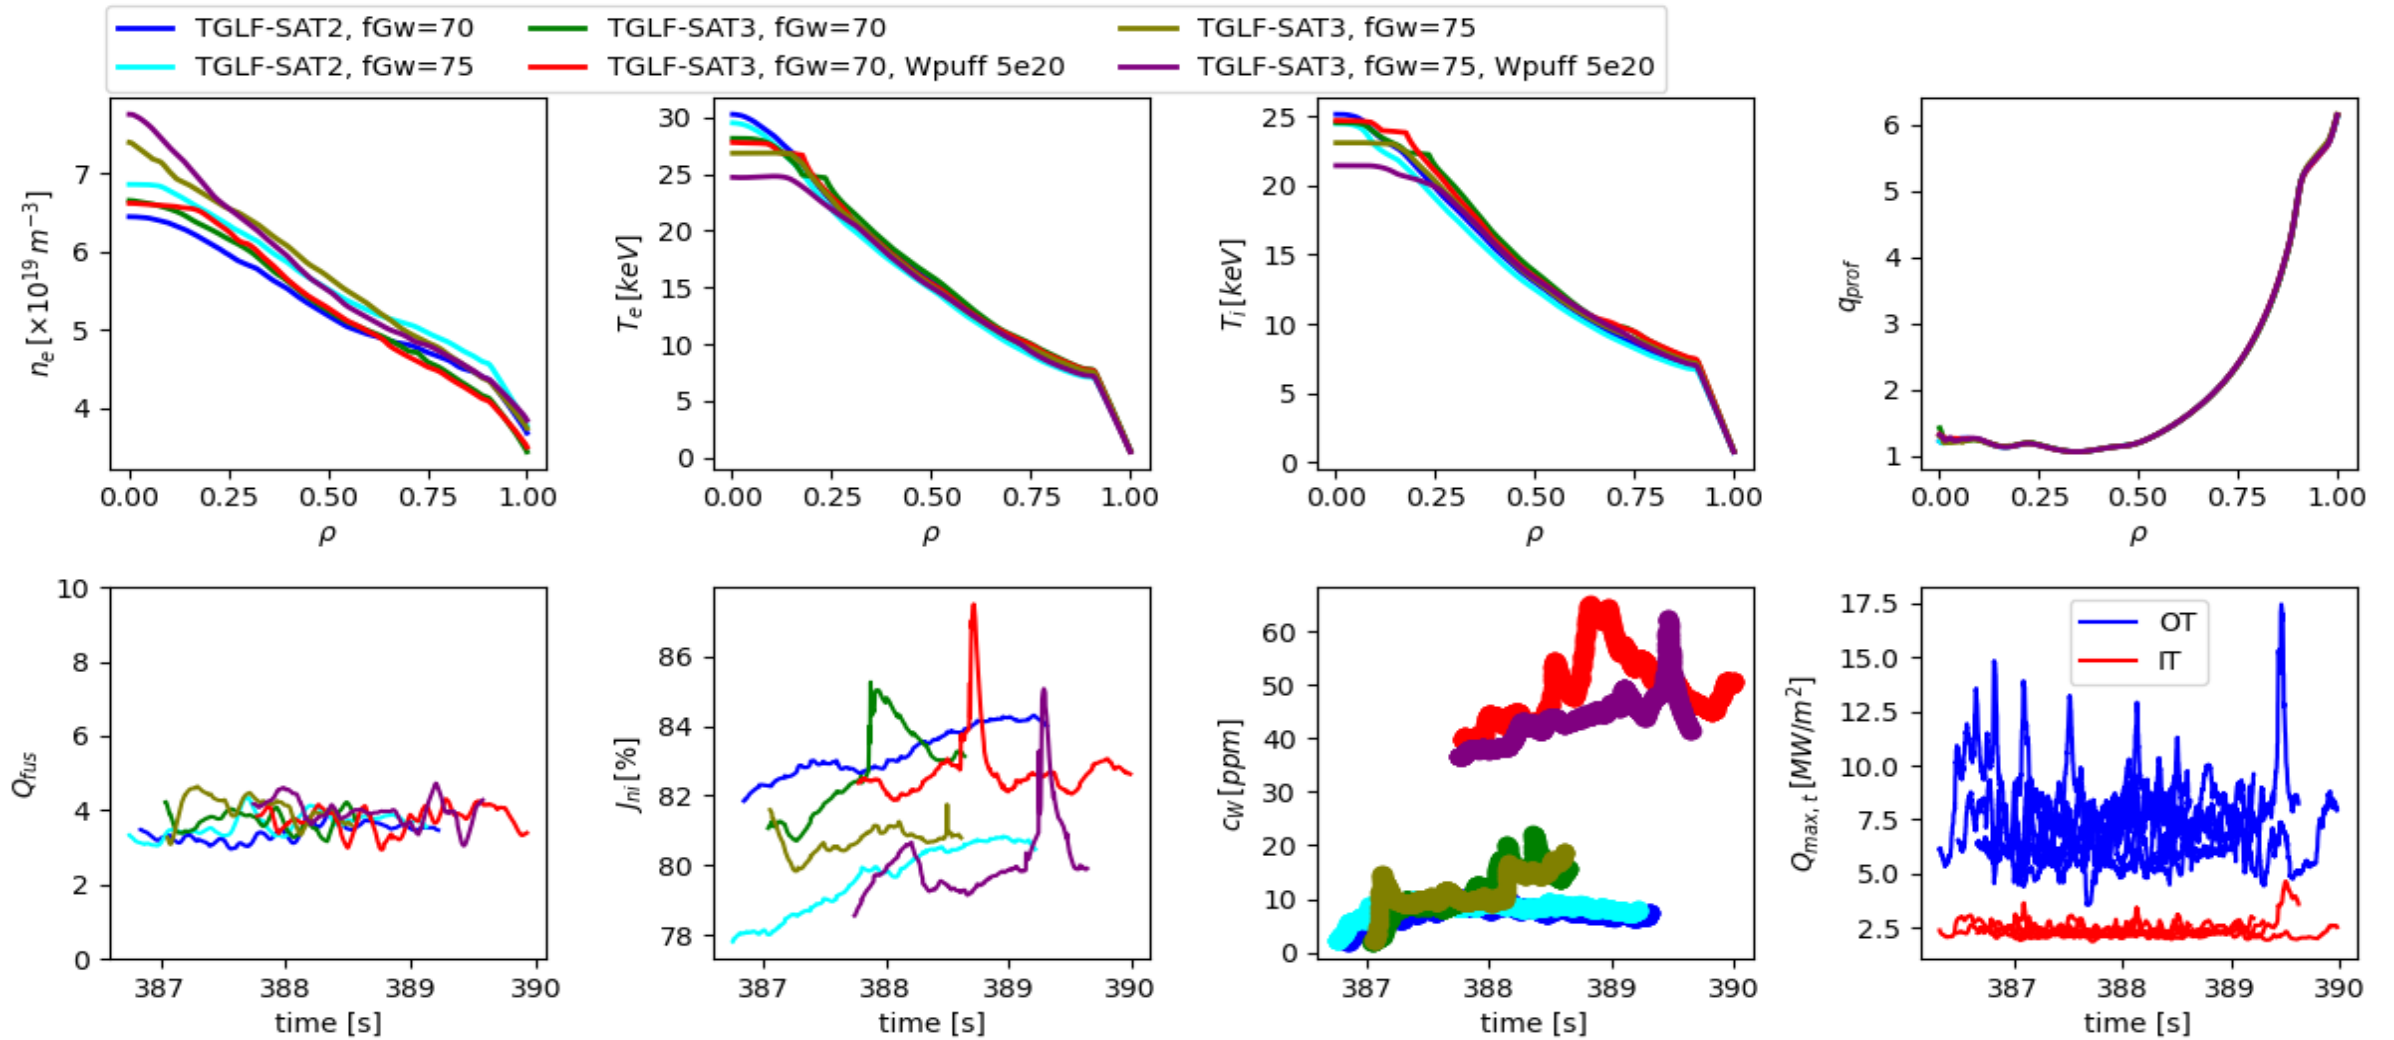 TGLF-SAT2, fGw=70 TGLF-SAT3, fGw=70 TGLF-SAT3, fGw=75
TGLF-SAT2, fGw=75 TGLF-SAT3, fGw=70, Wpuff 5e20 TGLF-SAT3, fGw=75, Wpuff 5e20
n_e [×10^19 m^−3]
7
6
5
4
0.00 0.25 0.50 0.75 1.00
ρ
T_e [keV]
30
25
20
15
10
5
0
0.00 0.25 0.50 0.75 1.00
ρ
T_i [keV]
25
20
15
10
5
0
0.00 0.25 0.50 0.75 1.00
ρ
q_prof
6
5
4
3
2
1
0.00 0.25 0.50 0.75 1.00
ρ
Q_fus
10
8
6
4
2
0
387 388 389 390
time [s]
J_ni [%]
86
84
82
80
78
387 388 389 390
time [s]
c_W [ppm]
60
50
40
30
20
10
0
387 388 389 390
time [s]
Q_max, t [MW/m^2]
17.5
15.0
12.5
10.0
7.5
5.0
2.5
OT
IT
387 388 389 390
time [s]